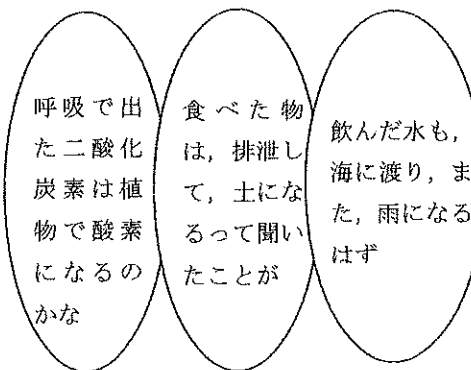 呼吸で出
た二酸化
炭素は植
物で酸素
になるの
かな
食べた物
は，排泄し
て，土にな
るって聞い
たことが
飲んだ水も，
海に渡り，ま
た，雨になる
はず